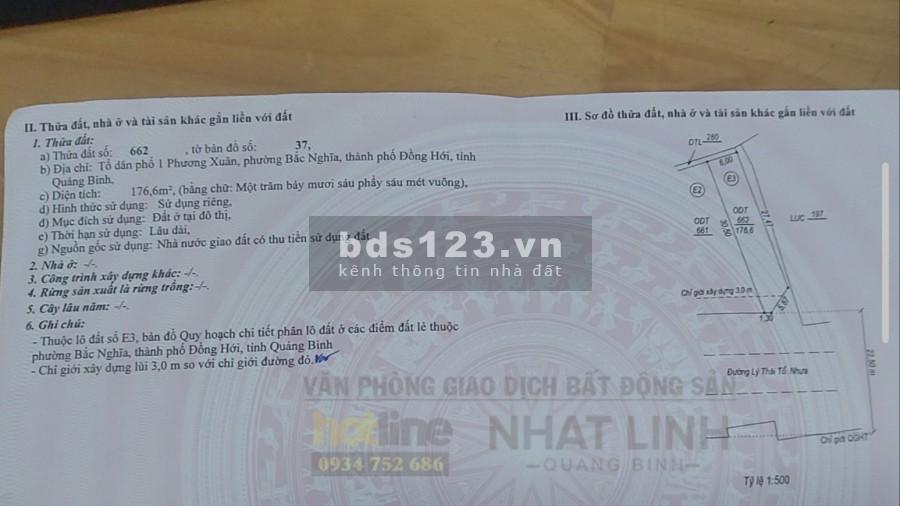 II. Thửa đất, nhà ở và tài sản khác gắn liền với đất
1. Thửa đất:
a) Thửa đất số: 662 , tờ bản đồ số: 37,
b) Địa chỉ: Tổ dân phố 1 Phương Xuân, phường Bắc Nghĩa, thành phố Đồng Hới, tỉnh
Quảng Bình,
c) Diện tích: 176,6m², (bằng chữ: Một trăm bảy mươi sáu phẩy sáu mét vuông),
d) Hình thức sử dụng: Sử dụng riêng,
đ) Mục đích sử dụng: Đất ở tại đô thị,
e) Thời hạn sử dụng: Lâu dài,
g) Nguồn gốc sử dụng: Nhà nước giao đất có thu tiền sử dụng đất
2. Nhà ở: -/-.
3. Công trình xây dựng khác: -/-.
4. Rừng sản xuất là rừng trồng: -/-.
5. Cây lâu năm: -/-.
6. Ghi chú:
- Thuộc lô đất số E3, bản đồ Quy hoạch chi tiết phân lô đất ở các điểm đất lẻ thuộc
phường Bắc Nghĩa, thành phố Đồng Hới, tỉnh Quảng Bình
- Chỉ giới xây dựng lùi 3,0 m so với chỉ giới đường đỏ.
III. Sơ đồ thửa đất, nhà ở và tài sản khác gắn liền với đất
DTL 280
6,00
E2
E3
ODT
661
ODT
662
176,6
27,47
LUC 197
Chỉ giới xây dựng 3.0 m
1,30
5,67
22,50 m
Đường Lý Thái Tổ. Nhựa
Chỉ giới QGHT
Tỷ lệ 1:500
bds123.vn
kênh thông tin nhà đất
VĂN PHÒNG GIAO DỊCH BẤT ĐỘNG SẢN
hotline
0934 752 686
NHAT LINH
QUANG BINH